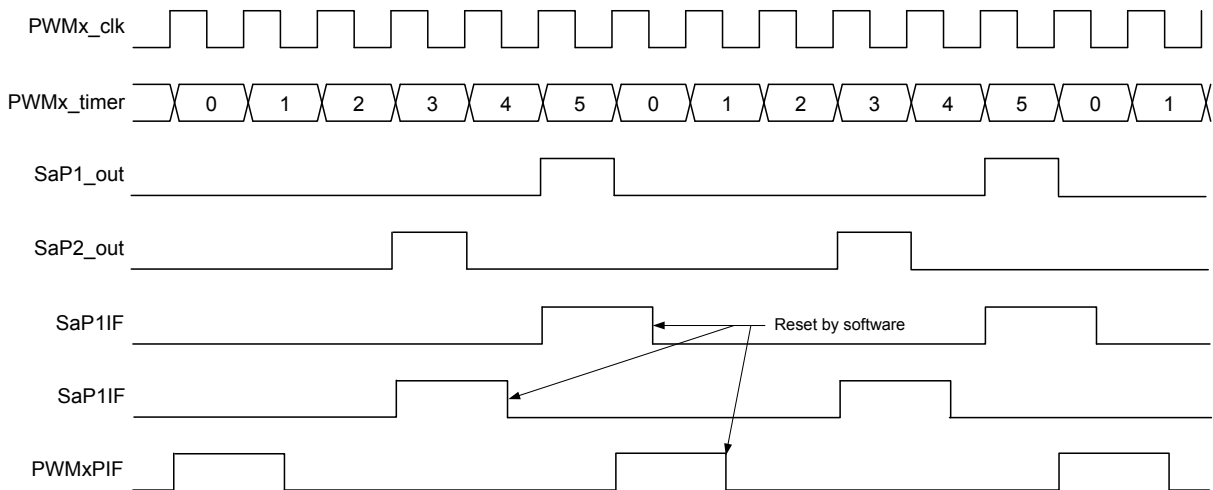 PWMx_clk
PWMx_timer 0 1 2 3 4 5 0 1 2 3 4 5 0 1
SaP1_out
SaP2_out
SaP1IF
Reset by software
SaP1IF
PWMxPIF